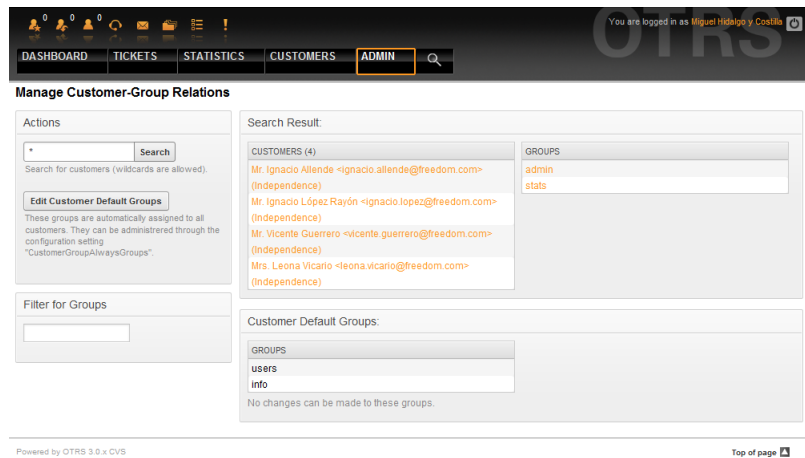 0 0 0
OTRS
You are logged in as Miguel Hidalgo y Costilla
DASHBOARD TICKETS STATISTICS CUSTOMERS ADMIN
Manage Customer-Group Relations
Actions
* Search
Search for customers (wildcards are allowed).
Edit Customer Default Groups
These groups are automatically assigned to all
customers. They can be administrered through the
configuration setting
"CustomerGroupAlwaysGroups".
Filter for Groups
Search Result:
CUSTOMERS (4)
Mr. Ignacio Allende <ignacio.allende@freedom.com>
(Independence)
Mr. Ignacio López Rayón <ignacio.lopez@freedom.com>
(Independence)
Mr. Vicente Guerrero <vicente.guerrero@freedom.com>
(Independence)
Mrs. Leona Vicario <leona.vicario@freedom.com>
(Independence)
GROUPS
admin
stats
Customer Default Groups:
GROUPS
users
info
No changes can be made to these groups.
Powered by OTRS 3.0.x CVS
Top of page